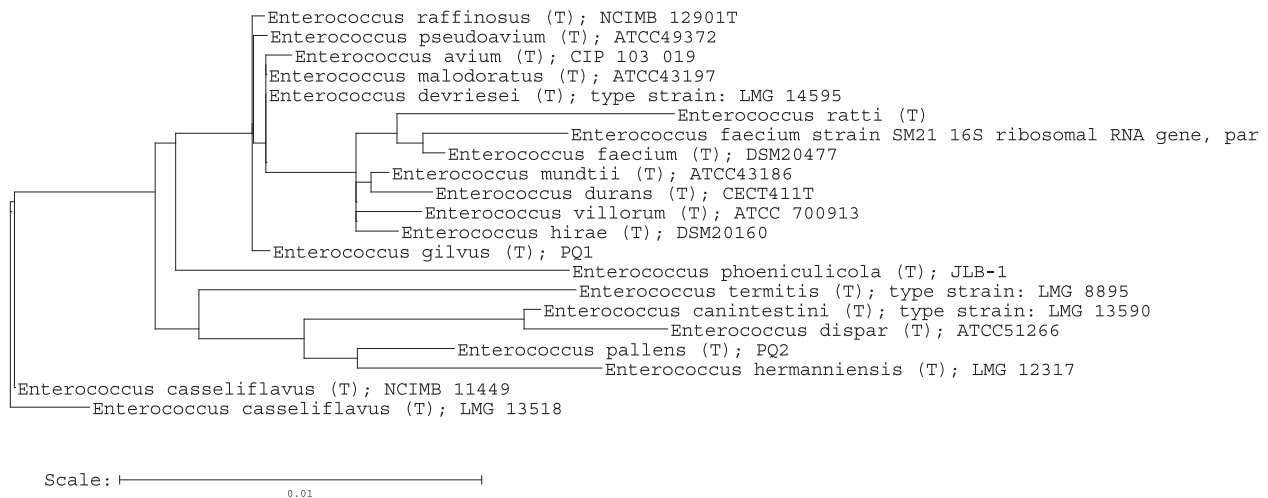 Enterococcus raffinosus (T); NCIMB 12901T
Enterococcus pseudoavium (T); ATCC49372
Enterococcus avium (T); CIP 103 019
Enterococcus malodoratus (T); ATCC43197
Enterococcus devriesei (T); type strain: LMG 14595
Enterococcus ratti (T)
Enterococcus faecium strain SM21 16S ribosomal RNA gene, par
Enterococcus faecium (T); DSM20477
Enterococcus mundtii (T); ATCC43186
Enterococcus durans (T); CECT411T
Enterococcus villorum (T); ATCC 700913
Enterococcus hirae (T); DSM20160
Enterococcus gilvus (T); PQ1
Enterococcus phoeniculicola (T); JLB-1
Enterococcus termitis (T); type strain: LMG 8895
Enterococcus canintestini (T); type strain: LMG 13590
Enterococcus dispar (T); ATCC51266
Enterococcus pallens (T); PQ2
Enterococcus hermanniensis (T); LMG 12317
Enterococcus casseliflavus (T); NCIMB 11449
Enterococcus casseliflavus (T); LMG 13518
Scale:
0.01